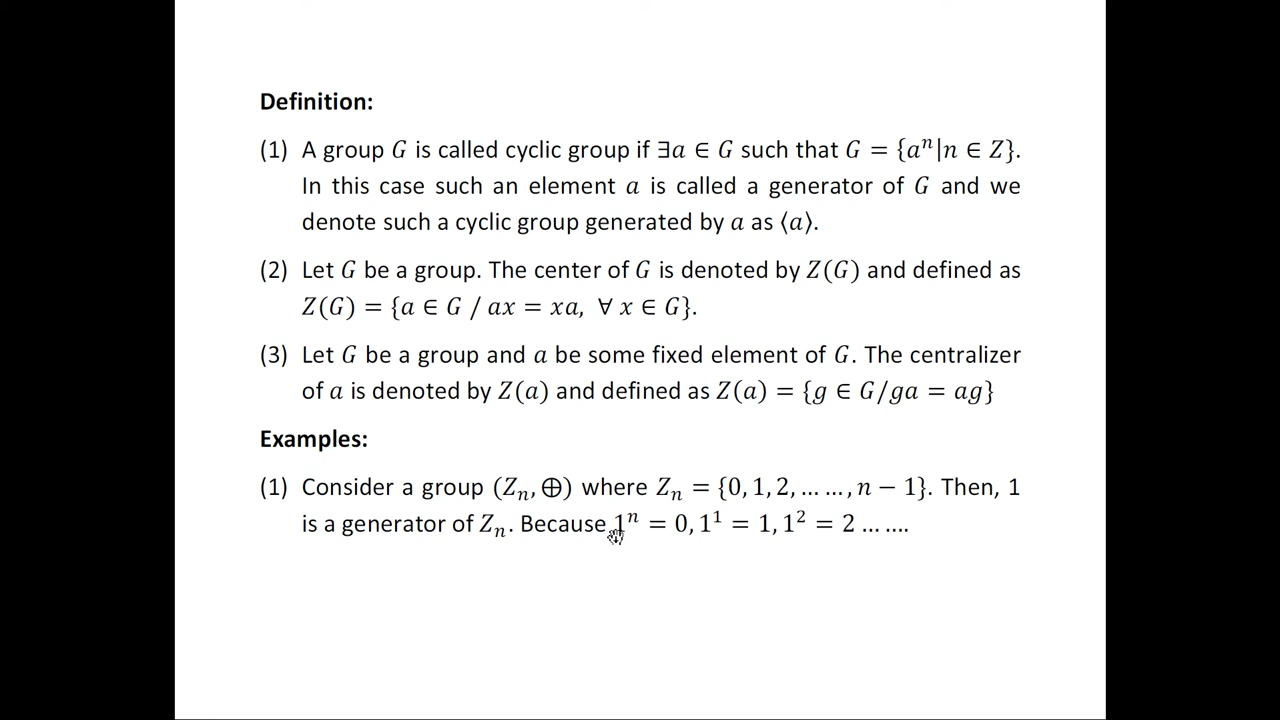 Definition:
(1) A group 𝐺 is called cyclic group if ∃𝑎 ∈ 𝐺 such that 𝐺 = {𝑎ⁿ|𝑛 ∈ 𝑍}.
In this case such an element 𝑎 is called a generator of 𝐺 and we
denote such a cyclic group generated by 𝑎 as ⟨𝑎⟩.
(2) Let 𝐺 be a group. The center of 𝐺 is denoted by 𝑍(𝐺) and defined as
𝑍(𝐺) = {𝑎 ∈ 𝐺 / 𝑎𝑥 = 𝑥𝑎, ∀ 𝑥 ∈ 𝐺}.
(3) Let 𝐺 be a group and 𝑎 be some fixed element of 𝐺. The centralizer
of 𝑎 is denoted by 𝑍(𝑎) and defined as 𝑍(𝑎) = {𝑔 ∈ 𝐺/𝑔𝑎 = 𝑎𝑔}
Examples:
(1) Consider a group (𝑍ₙ, ⊕) where 𝑍ₙ = {0, 1, 2, … … , 𝑛 − 1}. Then, 1
is a generator of 𝑍ₙ. Because 1ⁿ = 0, 1¹ = 1, 1² = 2 … ….